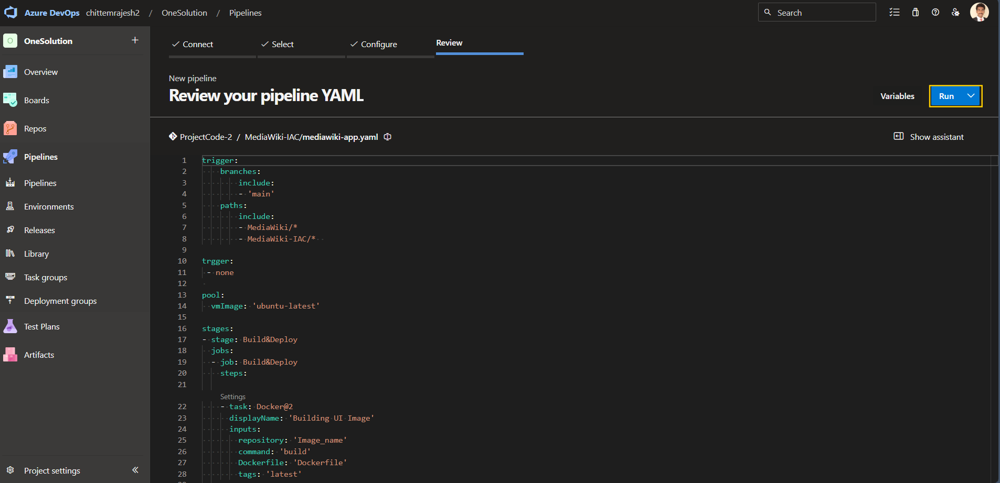 Azure DevOps chittemrajesh2 / OneSolution / Pipelines
Search
O OneSolution +
Overview
Boards
Repos
Pipelines
Pipelines
Environments
Releases
Library
Task groups
Deployment groups
Test Plans
Artifacts
Project settings
Connect
Select
Configure
Review
New pipeline
Review your pipeline YAML
Variables
Run
ProjectCode-2 / MediaWiki-IAC/mediawiki-app.yaml
Show assistant
1 trigger:
2 branches:
3 include:
4 - 'main'
5 paths:
6 include:
7 - MediaWiki/*
8 - MediaWiki-IAC/*
9
10 trgger:
11 - none
12
13 pool:
14 vmImage: 'ubuntu-latest'
15
16 stages:
17 - stage: Build&Deploy
18 jobs:
19 - job: Build&Deploy
20 steps:
21
Settings
22 - task: Docker@2
23 displayName: 'Building UI Image'
24 inputs:
25 repository: 'Image_name'
26 command: 'build'
27 Dockerfile: 'Dockerfile'
28 tags: 'latest'